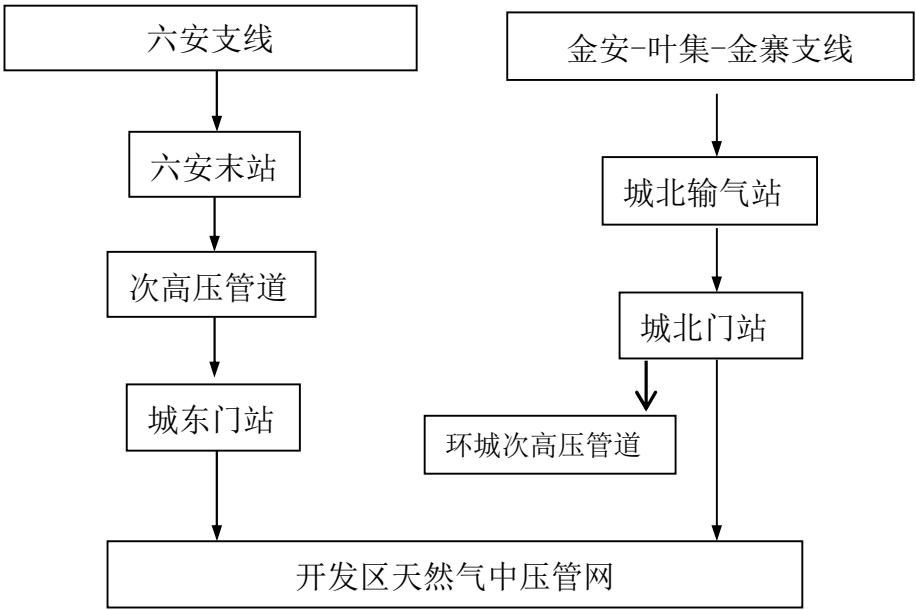 六安支线
金安-叶集-金寨支线
六安末站
城北输气站
次高压管道
城北门站
城东门站
环城次高压管道
开发区天然气中压管网